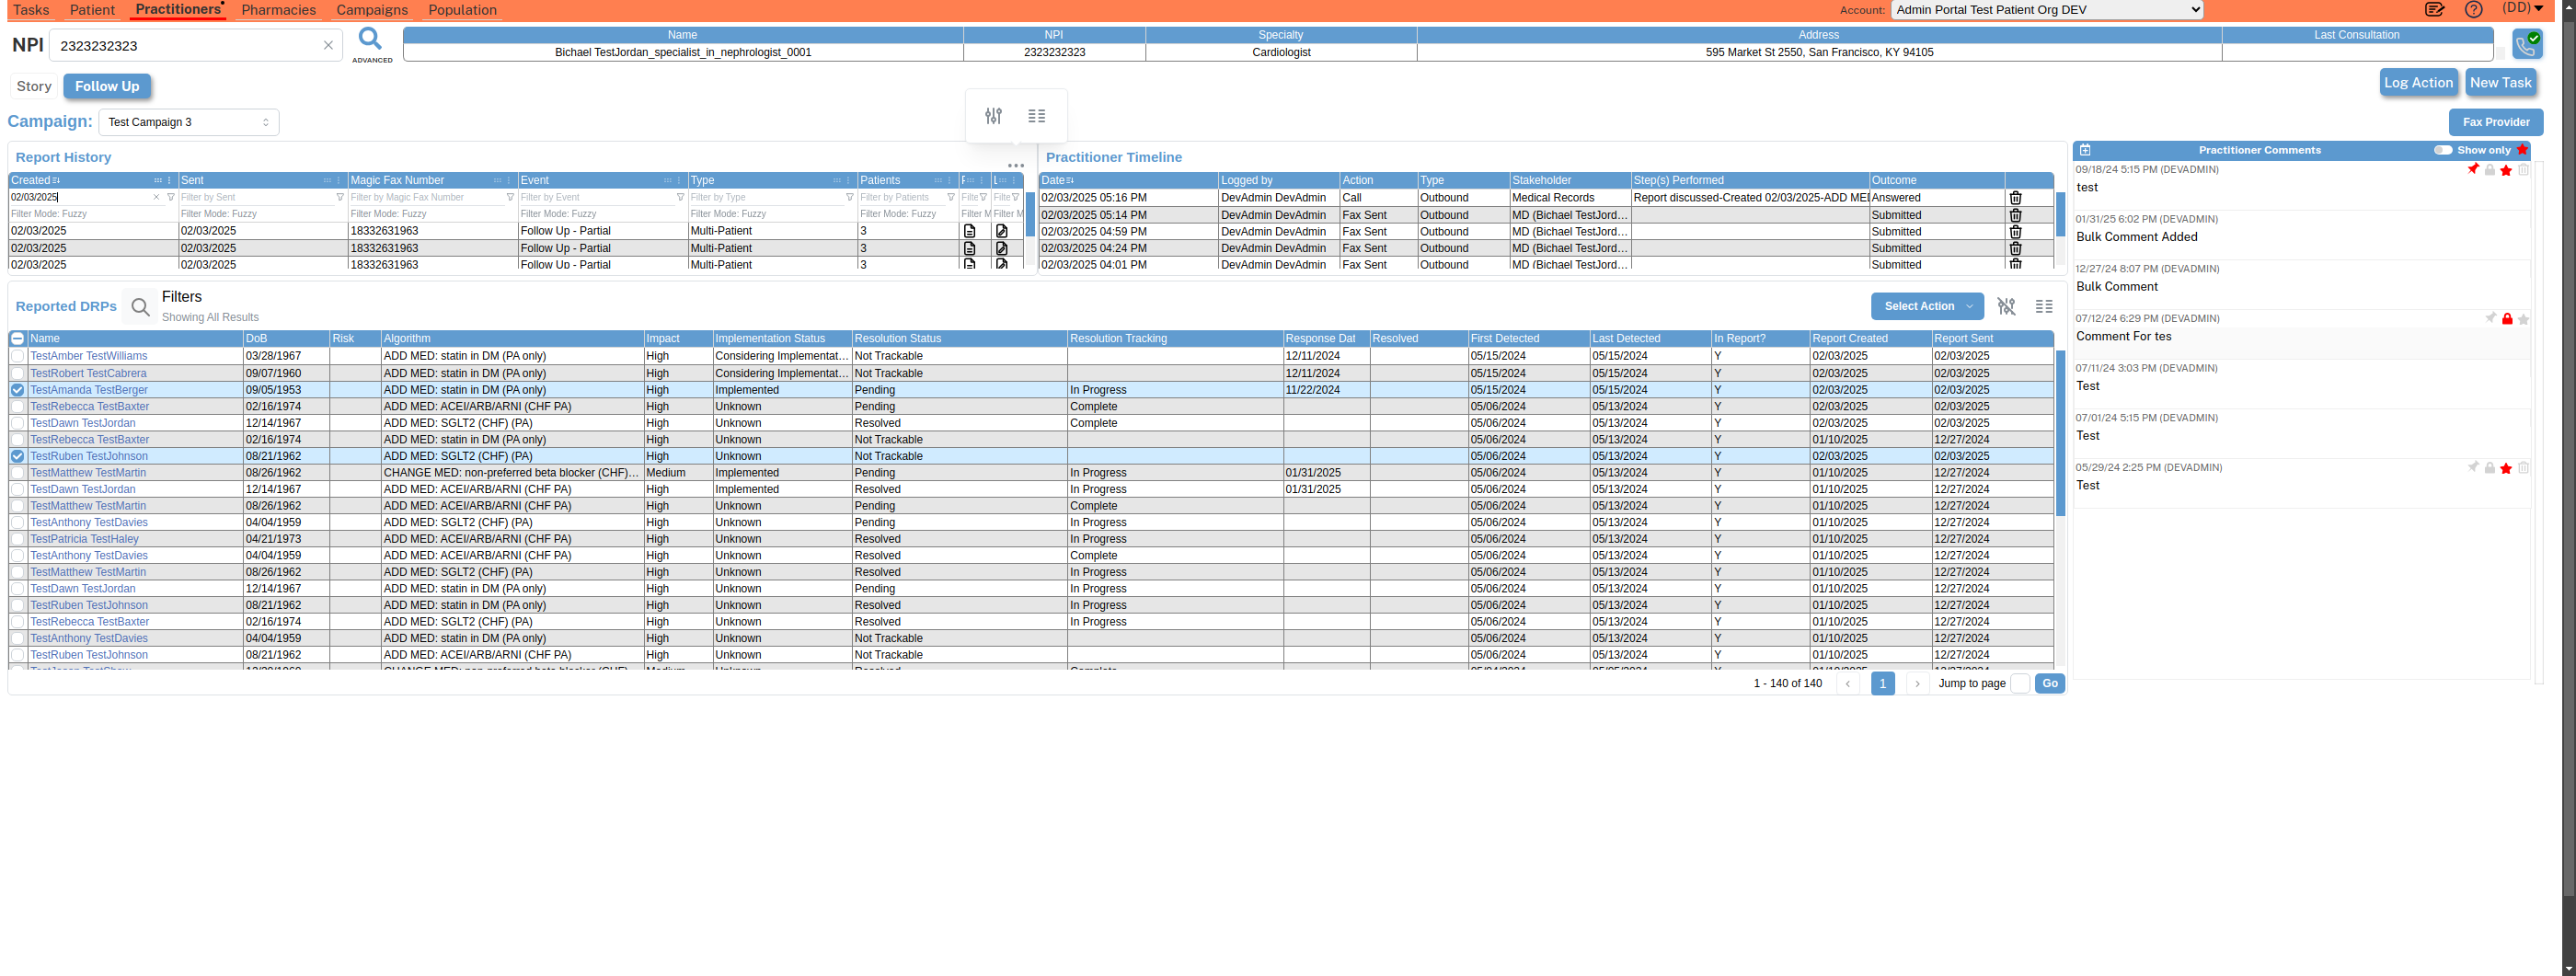 Tasks Patient Practitioners Pharmacies Campaigns Population Account: Admin Portal Test Patient Org DEV (DD)
NPI 2323232323 ADVANCED
Name NPI Specialty Address Last Consultation
Bichael TestJordan_specialist_in_nephrologist_0001 2323232323 Cardiologist 595 Market St 2550, San Francisco, KY 94105
Story Follow Up Log Action New Task
Campaign: Test Campaign 3 Fax Provider
Report History
Created Sent Magic Fax Number Event Type Patients
02/03/2025 Filter by Sent Filter by Magic Fax Number Filter by Event Filter by Type Filter by Patients Filte Filte
Filter Mode: Fuzzy Filter Mode: Fuzzy Filter Mode: Fuzzy Filter Mode: Fuzzy Filter Mode: Fuzzy Filter Mode: Fuzzy Filter M Filter M
02/03/2025 02/03/2025 18332631963 Follow Up - Partial Multi-Patient 3
02/03/2025 02/03/2025 18332631963 Follow Up - Partial Multi-Patient 3
02/03/2025 02/03/2025 18332631963 Follow Up - Partial Multi-Patient 3
Practitioner Timeline
Date Logged by Action Type Stakeholder Step(s) Performed Outcome
02/03/2025 05:16 PM DevAdmin DevAdmin Call Outbound Medical Records Report discussed-Created 02/03/2025-ADD MEI Answered
02/03/2025 05:14 PM DevAdmin DevAdmin Fax Sent Outbound MD (Bichael TestJord... Submitted
02/03/2025 04:59 PM DevAdmin DevAdmin Fax Sent Outbound MD (Bichael TestJord... Submitted
02/03/2025 04:24 PM DevAdmin DevAdmin Fax Sent Outbound MD (Bichael TestJord... Submitted
02/03/2025 04:01 PM DevAdmin DevAdmin Fax Sent Outbound MD (Bichael TestJord... Submitted
Reported DRPs Filters
Showing All Results
Select Action
Name DoB Risk Algorithm Impact Implementation Status Resolution Status Resolution Tracking Response Dat Resolved First Detected Last Detected In Report? Report Created Report Sent
TestAmber TestWilliams 03/28/1967 ADD MED: statin in DM (PA only) High Considering Implementat... Not Trackable 12/11/2024 05/15/2024 05/15/2024 Y 02/03/2025 02/03/2025
TestRobert TestCabrera 09/07/1960 ADD MED: statin in DM (PA only) High Considering Implementat... Not Trackable 12/11/2024 05/15/2024 05/15/2024 Y 02/03/2025 02/03/2025
TestAmanda TestBerger 09/05/1953 ADD MED: statin in DM (PA only) High Implemented Pending In Progress 11/22/2024 05/15/2024 05/15/2024 Y 02/03/2025 02/03/2025
TestRebecca TestBaxter 02/16/1974 ADD MED: ACEI/ARB/ARNI (CHF PA) High Unknown Pending Complete 05/06/2024 05/13/2024 Y 02/03/2025 02/03/2025
TestDawn TestJordan 12/14/1967 ADD MED: SGLT2 (CHF) (PA) High Unknown Resolved Complete 05/06/2024 05/13/2024 Y 02/03/2025 02/03/2025
TestRebecca TestBaxter 02/16/1974 ADD MED: statin in DM (PA only) High Unknown Not Trackable 05/06/2024 05/13/2024 Y 01/10/2025 12/27/2024
TestRuben TestJohnson 08/21/1962 ADD MED: SGLT2 (CHF) (PA) High Unknown Not Trackable 05/06/2024 05/13/2024 Y 02/03/2025 02/03/2025
TestMatthew TestMartin 08/26/1962 CHANGE MED: non-preferred beta blocker (CHF)... Medium Implemented Pending In Progress 01/31/2025 05/06/2024 05/13/2024 Y 01/10/2025 12/27/2024
TestDawn TestJordan 12/14/1967 ADD MED: ACEI/ARB/ARNI (CHF PA) High Implemented Resolved In Progress 01/31/2025 05/06/2024 05/13/2024 Y 01/10/2025 12/27/2024
TestMatthew TestMartin 08/26/1962 ADD MED: ACEI/ARB/ARNI (CHF PA) High Unknown Pending Complete 05/06/2024 05/13/2024 Y 01/10/2025 12/27/2024
TestAnthony TestDavies 04/04/1959 ADD MED: SGLT2 (CHF) (PA) High Unknown Pending In Progress 05/06/2024 05/13/2024 Y 01/10/2025 12/27/2024
TestPatricia TestHaley 04/21/1973 ADD MED: ACEI/ARB/ARNI (CHF PA) High Unknown Resolved In Progress 05/06/2024 05/13/2024 Y 01/10/2025 12/27/2024
TestAnthony TestDavies 04/04/1959 ADD MED: ACEI/ARB/ARNI (CHF PA) High Unknown Resolved Complete 05/06/2024 05/13/2024 Y 01/10/2025 12/27/2024
TestMatthew TestMartin 08/26/1962 ADD MED: SGLT2 (CHF) (PA) High Unknown Resolved In Progress 05/06/2024 05/13/2024 Y 01/10/2025 12/27/2024
TestDawn TestJordan 12/14/1967 ADD MED: statin in DM (PA only) High Unknown Pending In Progress 05/06/2024 05/13/2024 Y 01/10/2025 12/27/2024
TestRuben TestJohnson 08/21/1962 ADD MED: statin in DM (PA only) High Unknown Resolved In Progress 05/06/2024 05/13/2024 Y 01/10/2025 12/27/2024
TestRebecca TestBaxter 02/16/1974 ADD MED: SGLT2 (CHF) (PA) High Unknown Resolved In Progress 05/06/2024 05/13/2024 Y 01/10/2025 12/27/2024
TestAnthony TestDavies 04/04/1959 ADD MED: statin in DM (PA only) High Unknown Not Trackable 05/06/2024 05/13/2024 Y 01/10/2025 12/27/2024
TestRuben TestJohnson 08/21/1962 ADD MED: ACEI/ARB/ARNI (CHF PA) High Unknown Not Trackable 05/06/2024 05/13/2024 Y 01/10/2025 12/27/2024
1 - 140 of 140 1 Jump to page Go
Practitioner Comments Show only
09/18/24 5:15 PM (DEVADMIN)
test
01/31/25 6:02 PM (DEVADMIN)
Bulk Comment Added
12/27/24 8:07 PM (DEVADMIN)
Bulk Comment
07/12/24 6:29 PM (DEVADMIN)
Comment For tes
07/11/24 3:03 PM (DEVADMIN)
Test
07/01/24 5:15 PM (DEVADMIN)
Test
05/29/24 2:25 PM (DEVADMIN)
Test